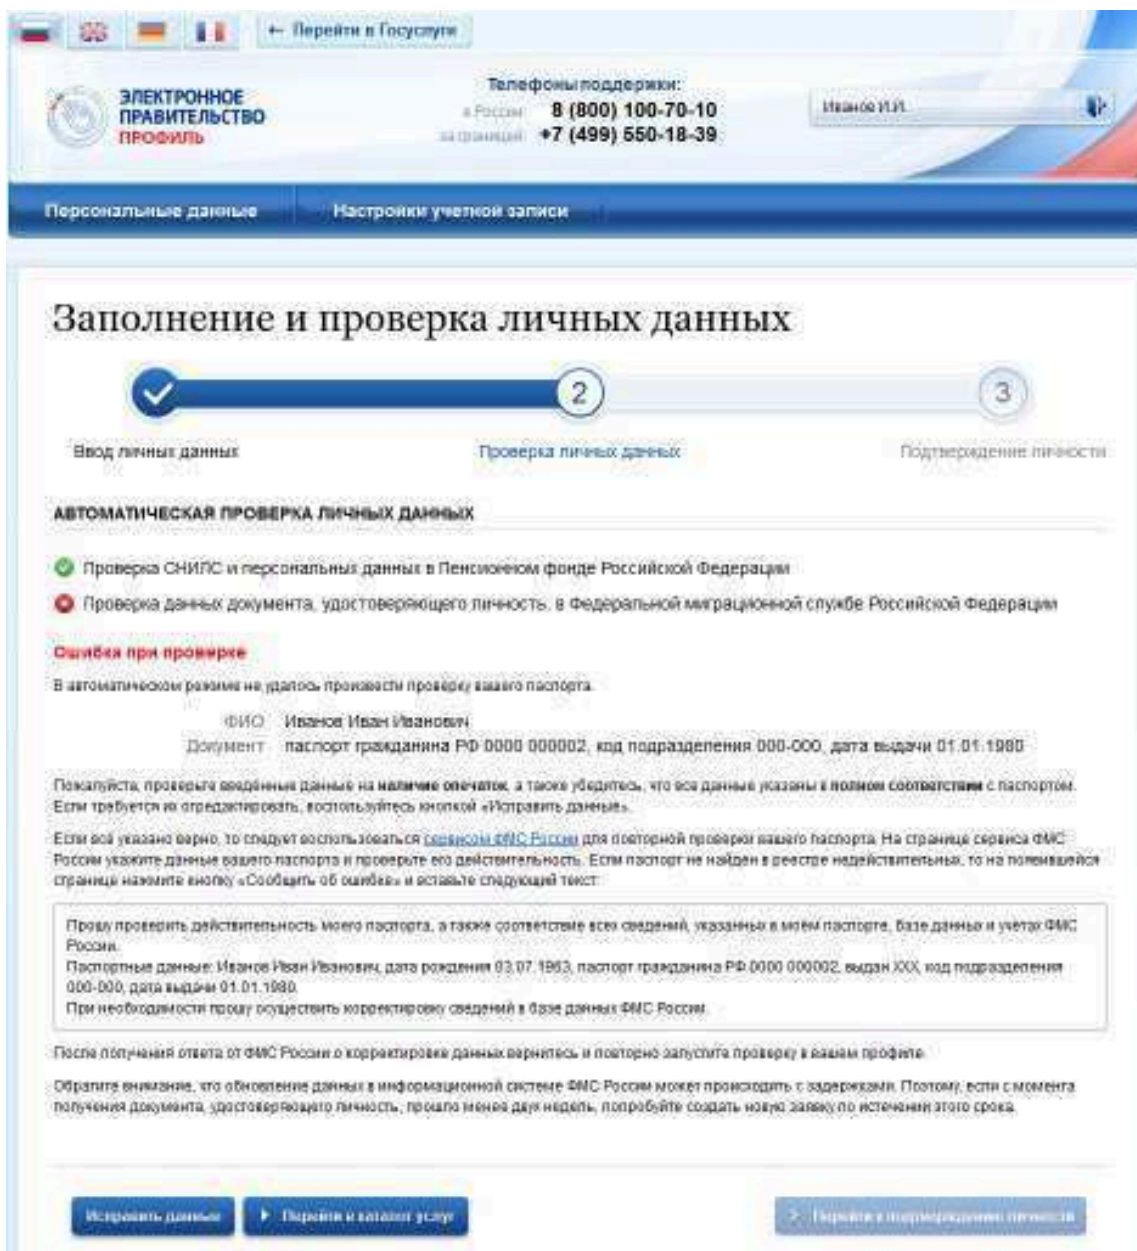 ← Перейти в Госуслуги
Телефоны поддержки:
ЭЛЕКТРОННОЕ
ПРАВИТЕЛЬСТВО
ПРОФИЛЬ
в России 8 (800) 100-70-10
за границей +7 (499) 550-18-39
Иванов И.И.
Персональные данные Настройки учетной записи
Заполнение и проверка личных данных
2 3
Ввод личных данных Проверка личных данных Подтверждение личности
АВТОМАТИЧЕСКАЯ ПРОВЕРКА ЛИЧНЫХ ДАННЫХ
Проверка СНИЛС и персональных данных в Пенсионном фонде Российской Федерации
Проверка данных документа, удостоверяющего личность, в Федеральной миграционной службе Российской Федерации
Ошибка при проверке
В автоматическом режиме не удалось произвести проверку вашего паспорта.
ФИО Иванов Иван Иванович
Документ паспорт гражданина РФ 0000 000002, код подразделения 000-000, дата выдачи 01.01.1980
Пожалуйста, проверьте введённые данные на наличие опечаток, а также убедитесь, что все данные указаны в полном соответствии с паспортом.
Если требуется их отредактировать, воспользуйтесь кнопкой «Исправить данные».
Если всё указано верно, то следует воспользоваться сервисом ФМС России для повторной проверки вашего паспорта. На странице сервиса ФМС
России укажите данные вашего паспорта и проверьте его действительность. Если паспорт не найден в реестре недействительных, то на появившейся
странице нажмите кнопку «Сообщить об ошибке» и вставьте следующий текст:
Прошу проверить действительность моего паспорта, а также соответствие всех сведений, указанных в моём паспорте, базе данных и учётах ФМС
России.
Паспортные данные: Иванов Иван Иванович, дата рождения 03.07.1963, паспорт гражданина РФ 0000 000002, выдан XXX, код подразделения
000-000, дата выдачи 01.01.1980.
При необходимости прошу осуществить корректировку сведений в базе данных ФМС России.
После получения ответа от ФМС России о корректировке данных вернитесь и повторно запустите проверку в вашем профиле.
Обратите внимание, что обновление данных в информационной системе ФМС России может происходить с задержками. Поэтому, если с момента
получения документа, удостоверяющего личность, прошло менее двух недель, попробуйте создать новую заявку по истечении этого срока.
Исправить данные Перейти в каталог услуг Перейти к подтверждению личности